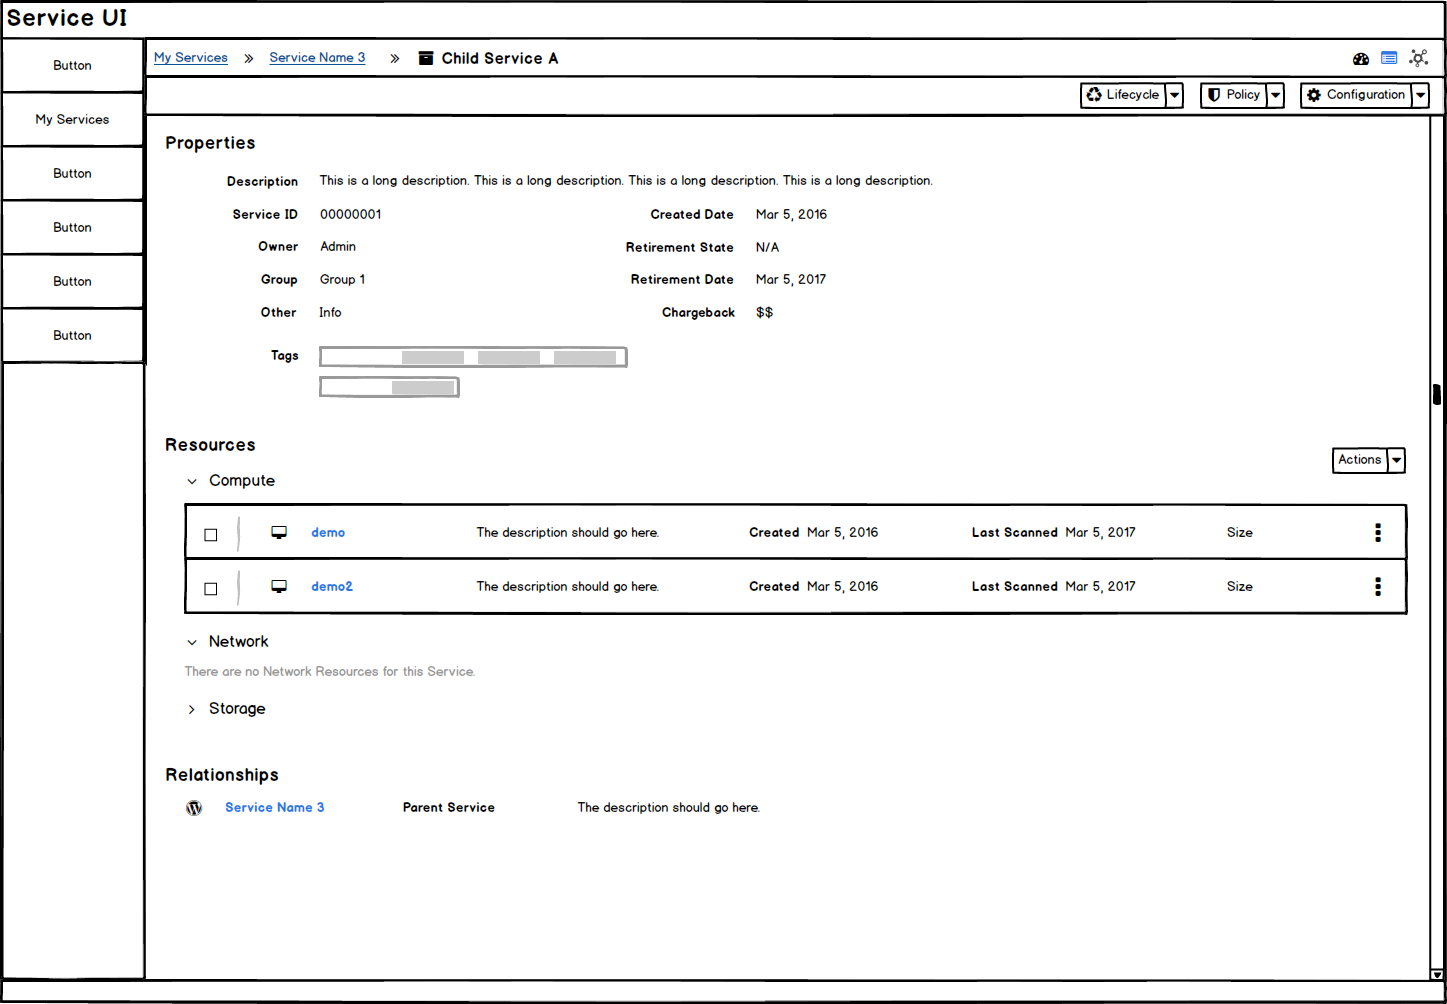 Service UI
Button
My Services
Button
Button
Button
Button
My Services » Service Name 3 » Child Service A
Lifecycle Policy Configuration
Properties
Description This is a long description. This is a long description. This is a long description. This is a long description.
Service ID 00000001 Created Date Mar 5, 2016
Owner Admin Retirement State N/A
Group Group 1 Retirement Date Mar 5, 2017
Other Info Chargeback $$
Tags
Resources
Actions
Compute
demo The description should go here. Created Mar 5, 2016 Last Scanned Mar 5, 2017 Size
demo2 The description should go here. Created Mar 5, 2016 Last Scanned Mar 5, 2017 Size
Network
There are no Network Resources for this Service.
Storage
Relationships
Service Name 3 Parent Service The description should go here.